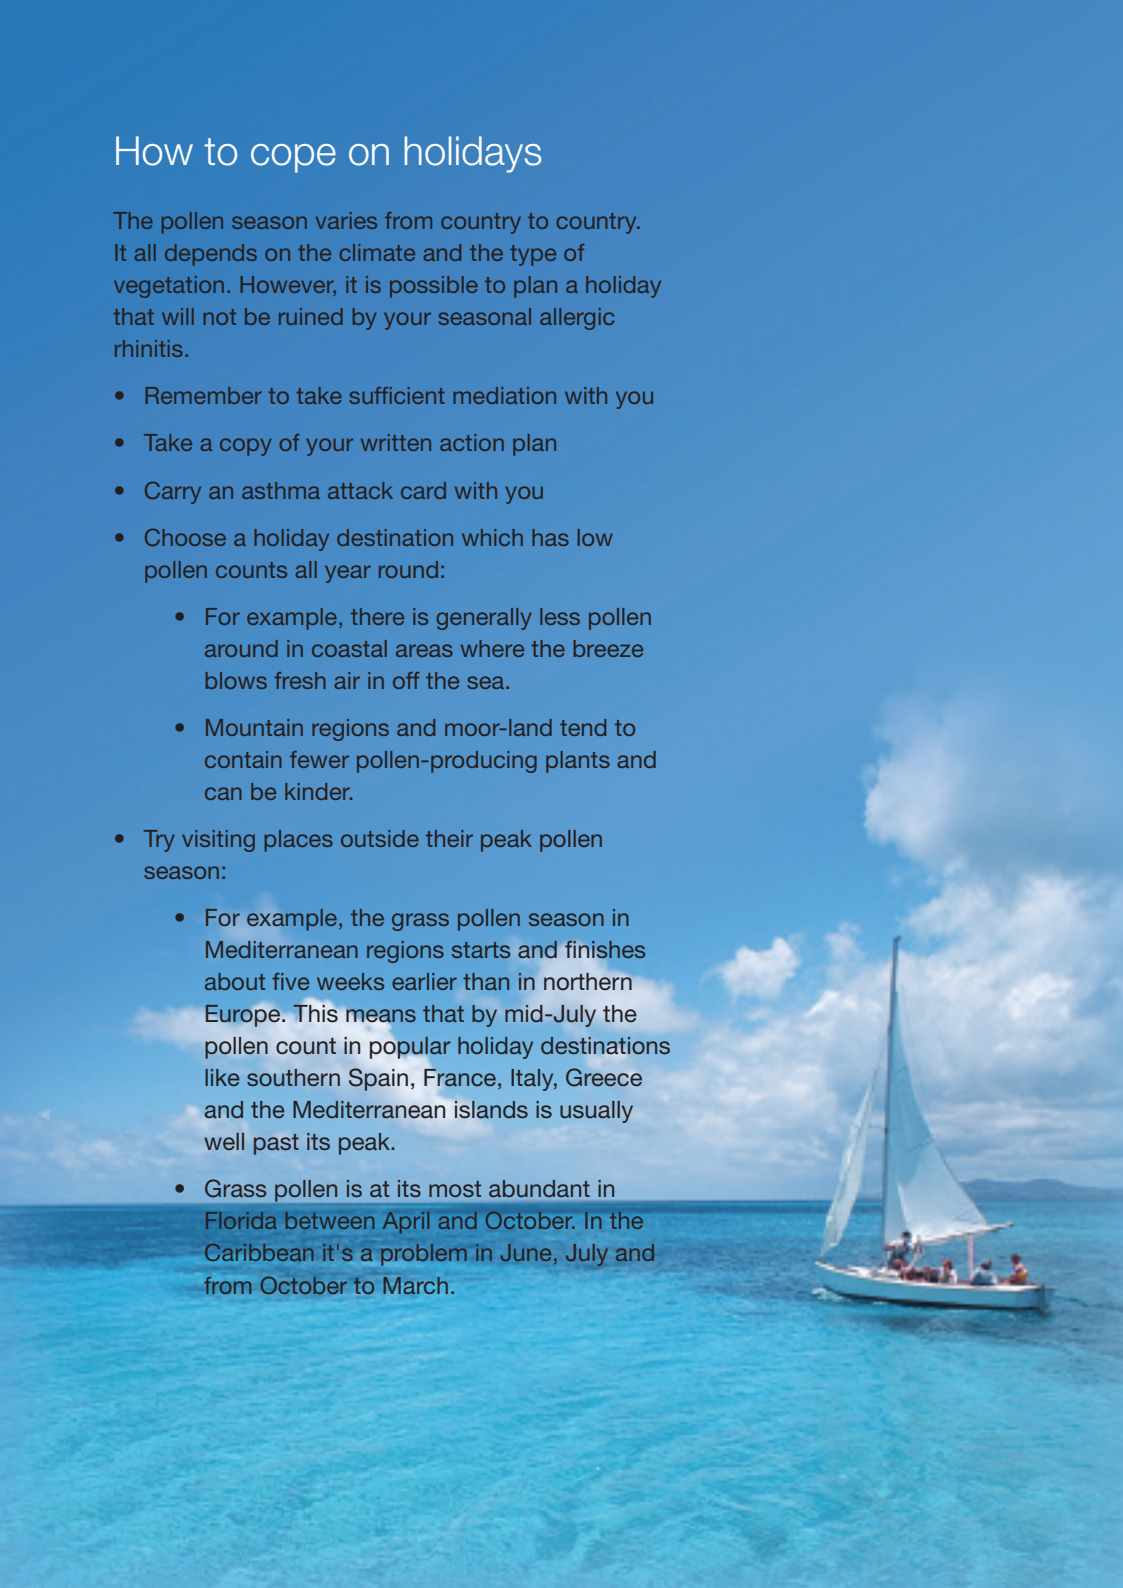 How to cope on holidays
The pollen season varies from country to country.
It all depends on the climate and the type of
vegetation. However, it is possible to plan a holiday
that will not be ruined by your seasonal allergic
rhinitis.
• Remember to take sufficient mediation with you
• Take a copy of your written action plan
• Carry an asthma attack card with you
• Choose a holiday destination which has low
pollen counts all year round:
• For example, there is generally less pollen
around in coastal areas where the breeze
blows fresh air in off the sea.
• Mountain regions and moor-land tend to
contain fewer pollen-producing plants and
can be kinder.
• Try visiting places outside their peak pollen
season:
• For example, the grass pollen season in
Mediterranean regions starts and finishes
about five weeks earlier than in northern
Europe. This means that by mid-July the
pollen count in popular holiday destinations
like southern Spain, France, Italy, Greece
and the Mediterranean islands is usually
well past its peak.
• Grass pollen is at its most abundant in
Florida between April and October. In the
Caribbean it's a problem in June, July and
from October to March.